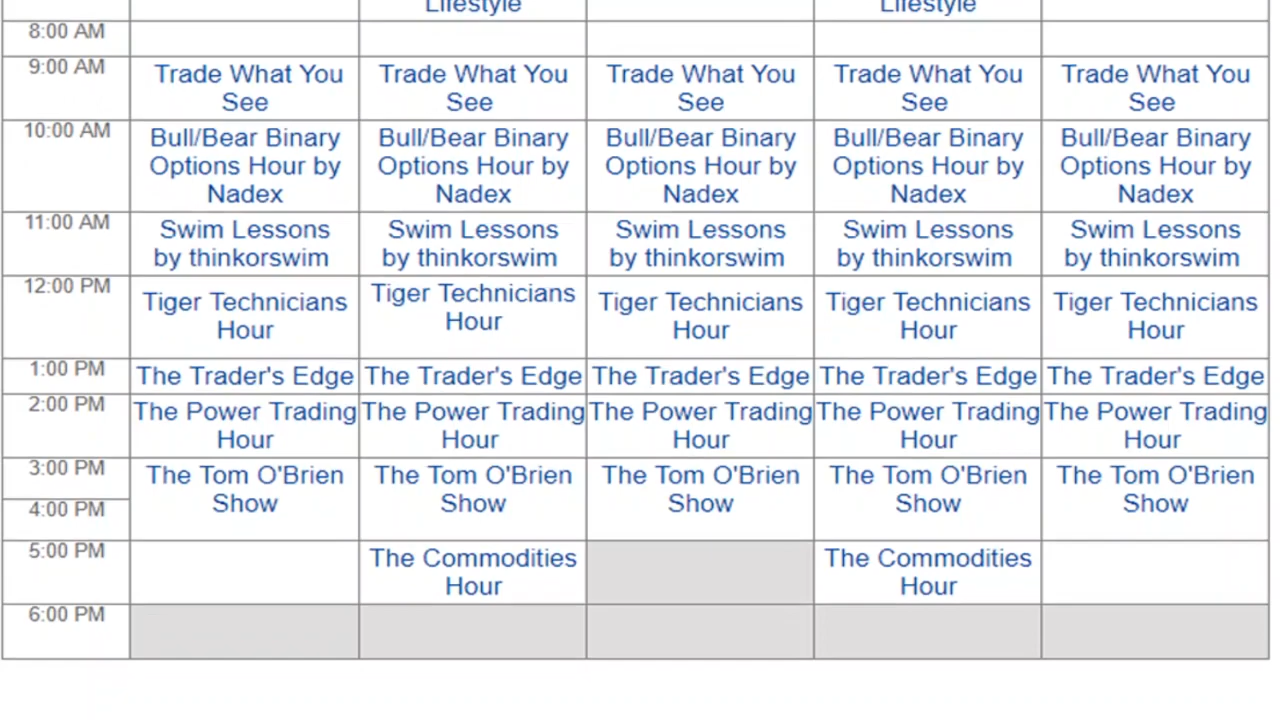 Lifestyle Lifestyle
8:00 AM
9:00 AM
Trade What You Trade What You Trade What You Trade What You Trade What You
See See See See See
10:00 AM
Bull/Bear Binary Bull/Bear Binary Bull/Bear Binary Bull/Bear Binary Bull/Bear Binary
Options Hour by Options Hour by Options Hour by Options Hour by Options Hour by
Nadex Nadex Nadex Nadex Nadex
11:00 AM
Swim Lessons Swim Lessons Swim Lessons Swim Lessons Swim Lessons
by thinkorswim by thinkorswim by thinkorswim by thinkorswim by thinkorswim
12:00 PM
Tiger Technicians Tiger Technicians Tiger Technicians Tiger Technicians Tiger Technicians
Hour Hour Hour Hour Hour
1:00 PM The Trader's Edge The Trader's Edge The Trader's Edge The Trader's Edge The Trader's Edge
2:00 PM The Power Trading The Power Trading The Power Trading The Power Trading The Power Trading
Hour Hour Hour Hour Hour
3:00 PM The Tom O'Brien The Tom O'Brien The Tom O'Brien The Tom O'Brien The Tom O'Brien
4:00 PM Show Show Show Show Show
5:00 PM The Commodities The Commodities
Hour Hour
6:00 PM